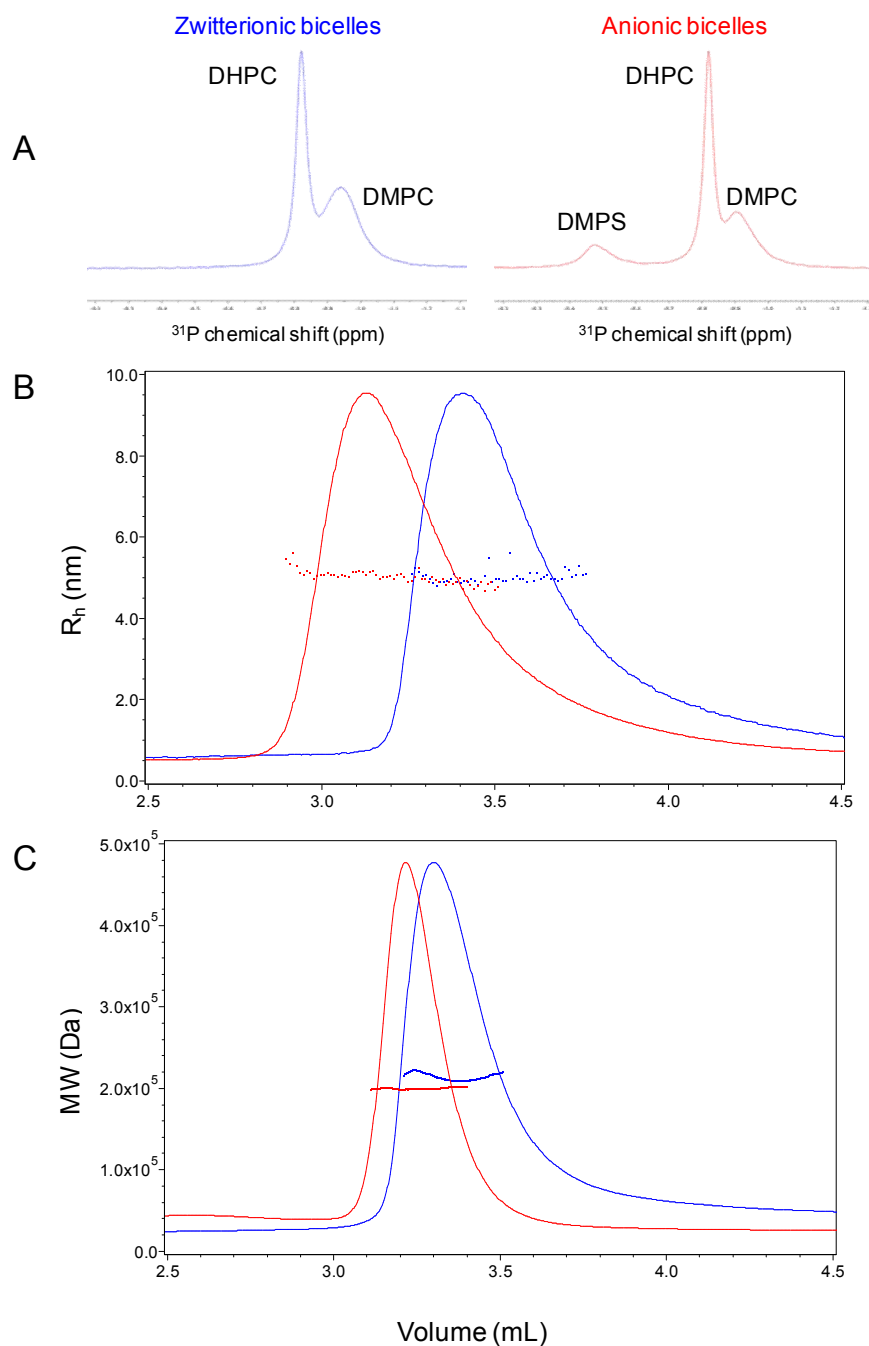 Zwitterionic bicelles
Anionic bicelles
A
DHPC
DMPC
DHPC
DMPS
DMPC
³¹P chemical shift (ppm)
³¹P chemical shift (ppm)
B
10.0
8.0
6.0
4.0
2.0
0.0
Rₕ (nm)
2.5 3.0 3.5 4.0 4.5
C
5.0x10⁵
4.0x10⁵
3.0x10⁵
2.0x10⁵
1.0x10⁵
0.0
MW (Da)
2.5 3.0 3.5 4.0 4.5
Volume (mL)